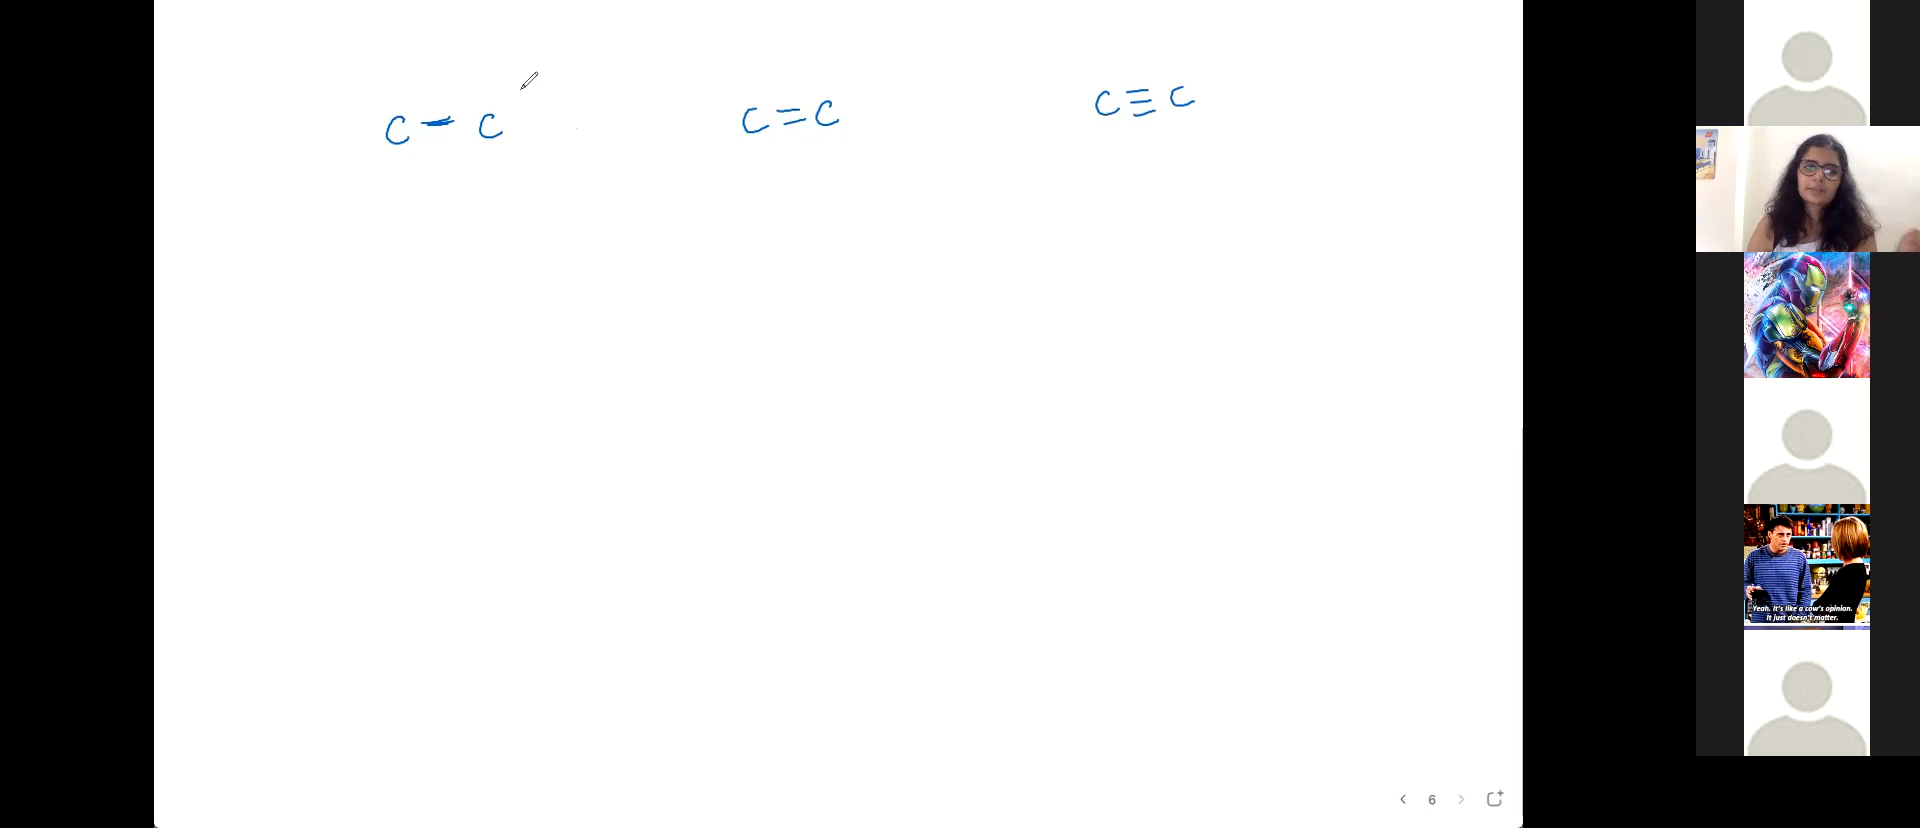 C - C
C = C
C ≡ C
Yeah. It's like a cow's opinion.
It just doesn't matter.
6